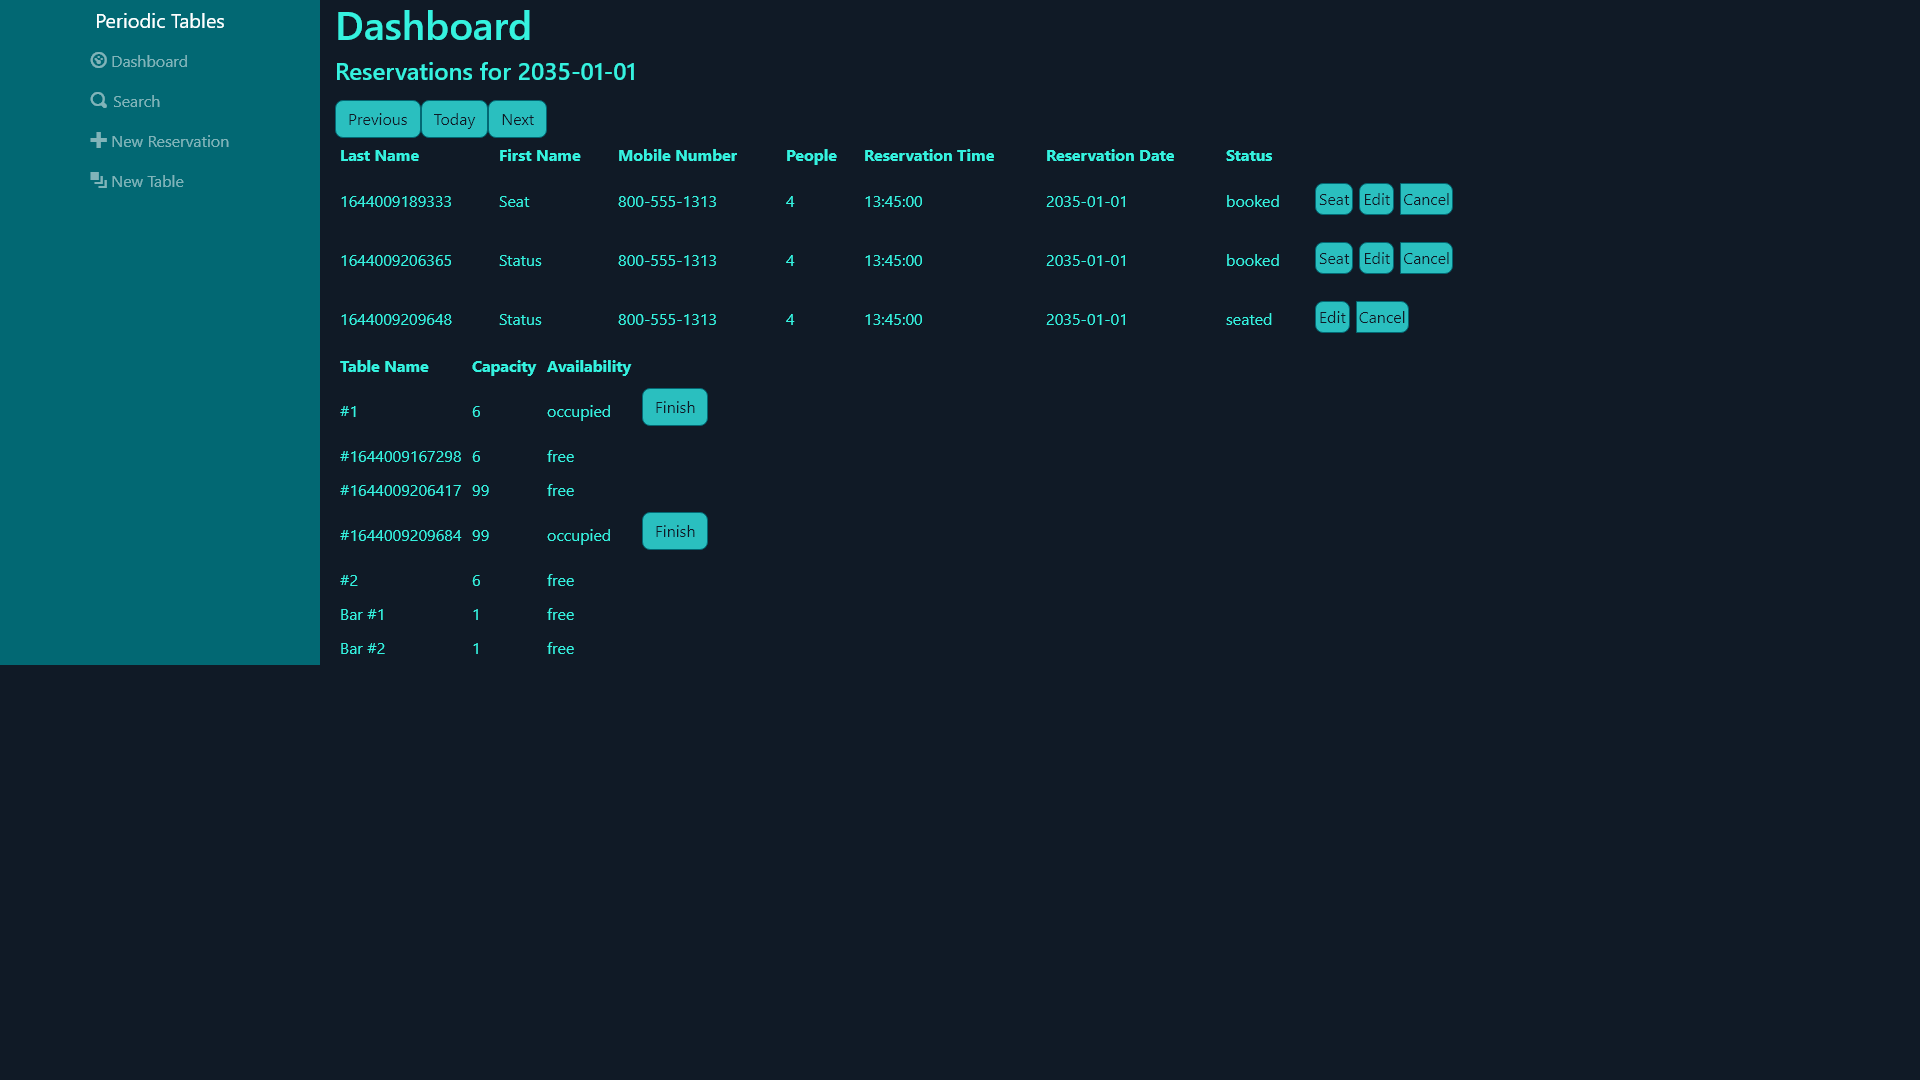 Periodic Tables
Dashboard
Search
New Reservation
New Table
Dashboard
Reservations for 2035-01-01
Previous Today Next
Last Name First Name Mobile Number People Reservation Time Reservation Date Status
1644009189333 Seat 800-555-1313 4 13:45:00 2035-01-01 booked Seat Edit Cancel
1644009206365 Status 800-555-1313 4 13:45:00 2035-01-01 booked Seat Edit Cancel
1644009209648 Status 800-555-1313 4 13:45:00 2035-01-01 seated Edit Cancel
Table Name Capacity Availability
#1 6 occupied Finish
#1644009167298 6 free
#1644009206417 99 free
#1644009209684 99 occupied Finish
#2 6 free
Bar #1 1 free
Bar #2 1 free